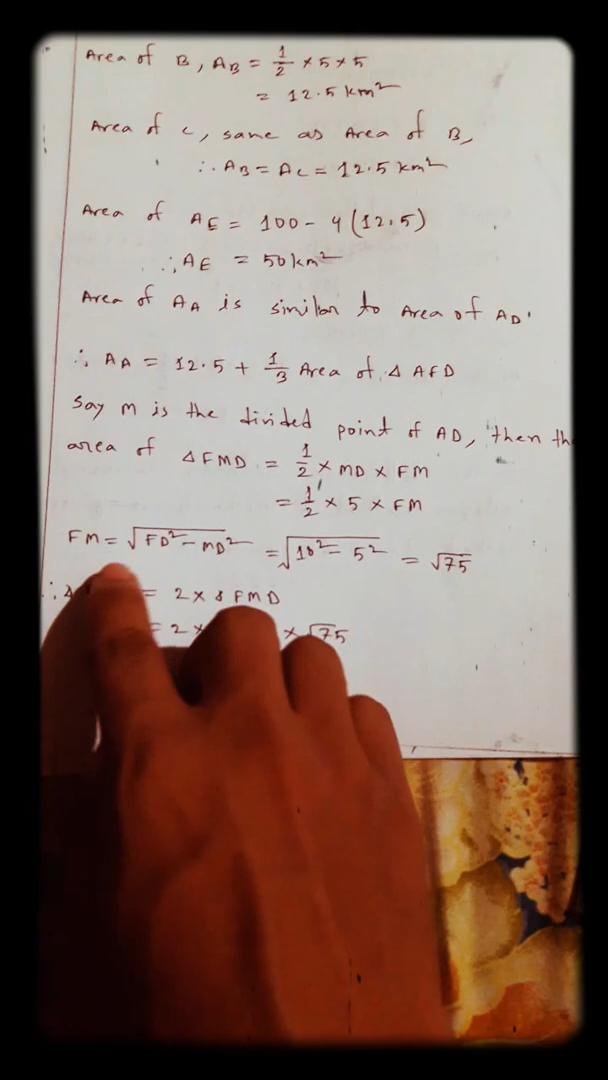 Area of B, AB = 1/2 × 5 × 5
= 12.5 km²
Area of C, same as Area of B,
∴ AB = AC = 12.5 km²
Area of AE = 100 - 4(12.5)
∴ AE = 50 km²
Area of AA is similar to Area of AD.
∴ AA = 12.5 + 1/3 Area of Δ AFD
Say M is the divided point of AD, then the
area of Δ FMD = 1/2 × MD × FM
= 1/2 × 5 × FM
FM = √FD² - MD² = √10² - 5² = √75
∴ Δ = 2 × Δ FMD
= 2 × × √75